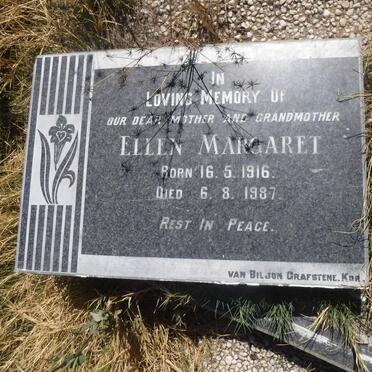 IN
LOVING MEMORY OF
OUR DEAR MOTHER AND GRANDMOTHER
ELLEN MARGARET
BORN 16.5.1916.
DIED 6.8.1987
REST IN PEACE.
VAN BILJON GRAFSTENE. KDR